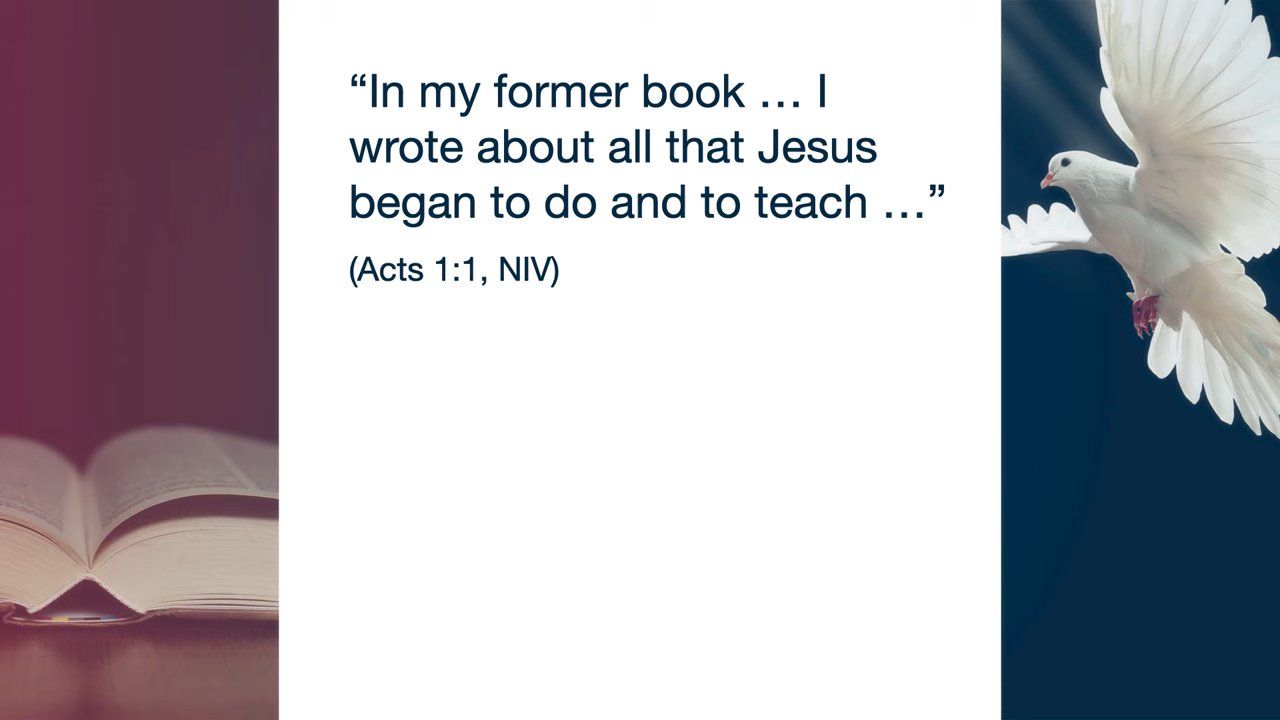 “In my former book … I
wrote about all that Jesus
began to do and to teach …”
(Acts 1:1, NIV)